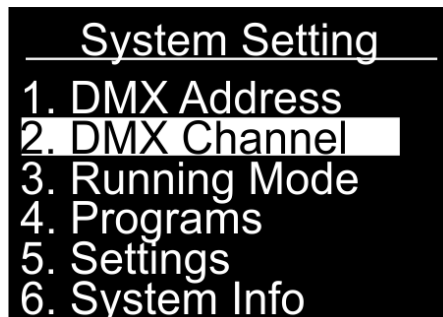 System Setting
1. DMX Address
2. DMX Channel
3. Running Mode
4. Programs
5. Settings
6. System Info